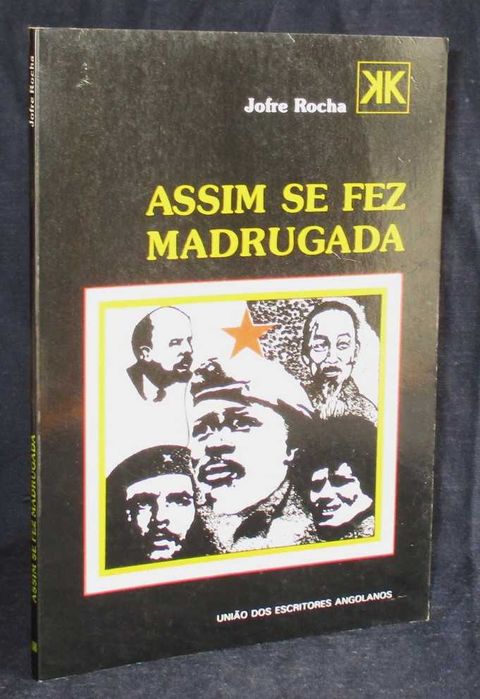 Jofre Rocha
KK
ASSIM SE FEZ
MADRUGADA
UNIÃO DOS ESCRITORES ANGOLANOS
Jofre Rocha
ASSIM SE FEZ MADRUGADA